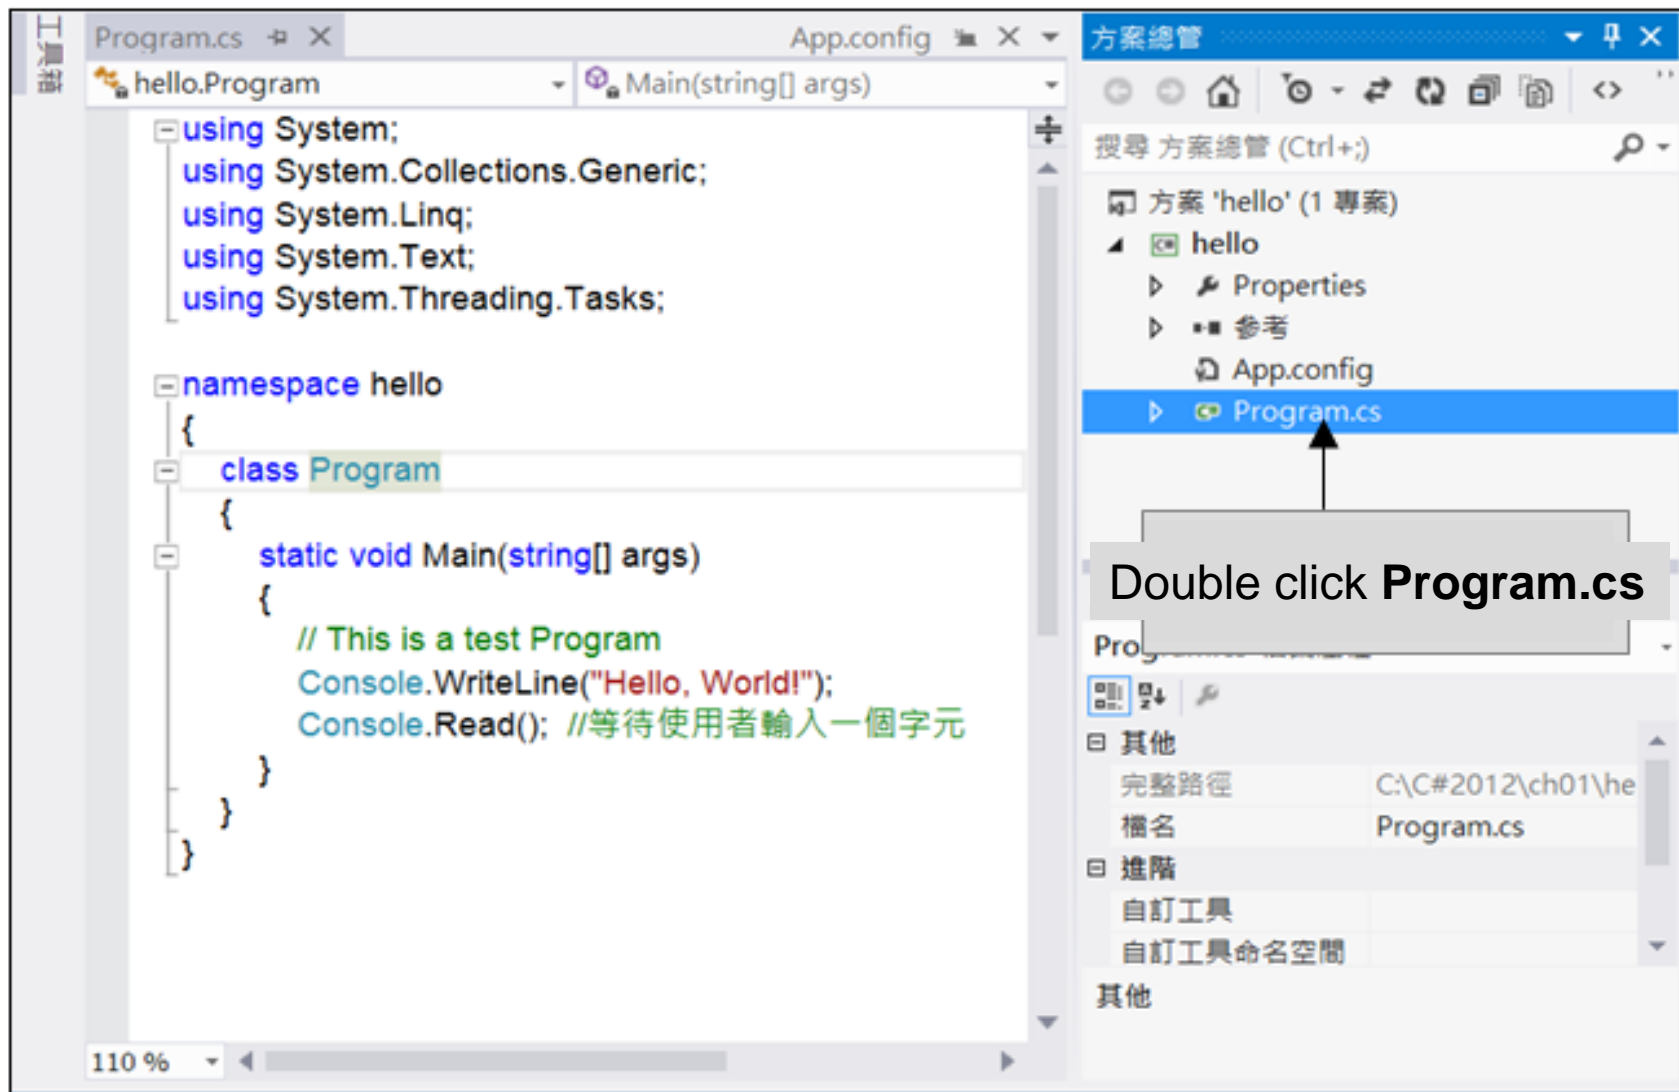 工具箱
Program.cs
App.config
hello.Program
Main(string[] args)
using System;
using System.Collections.Generic;
using System.Linq;
using System.Text;
using System.Threading.Tasks;
namespace hello
{
class Program
{
static void Main(string[] args)
{
// This is a test Program
Console.WriteLine("Hello, World!");
Console.Read(); //等待使用者輸入一個字元
}
}
}
110 %
方案總管
搜尋 方案總管 (Ctrl+;)
方案 'hello' (1 專案)
hello
Properties
參考
App.config
Program.cs
Double click Program.cs
其他
完整路徑 C:\C#2012\ch01\he
檔名 Program.cs
進階
自訂工具
自訂工具命名空間
其他